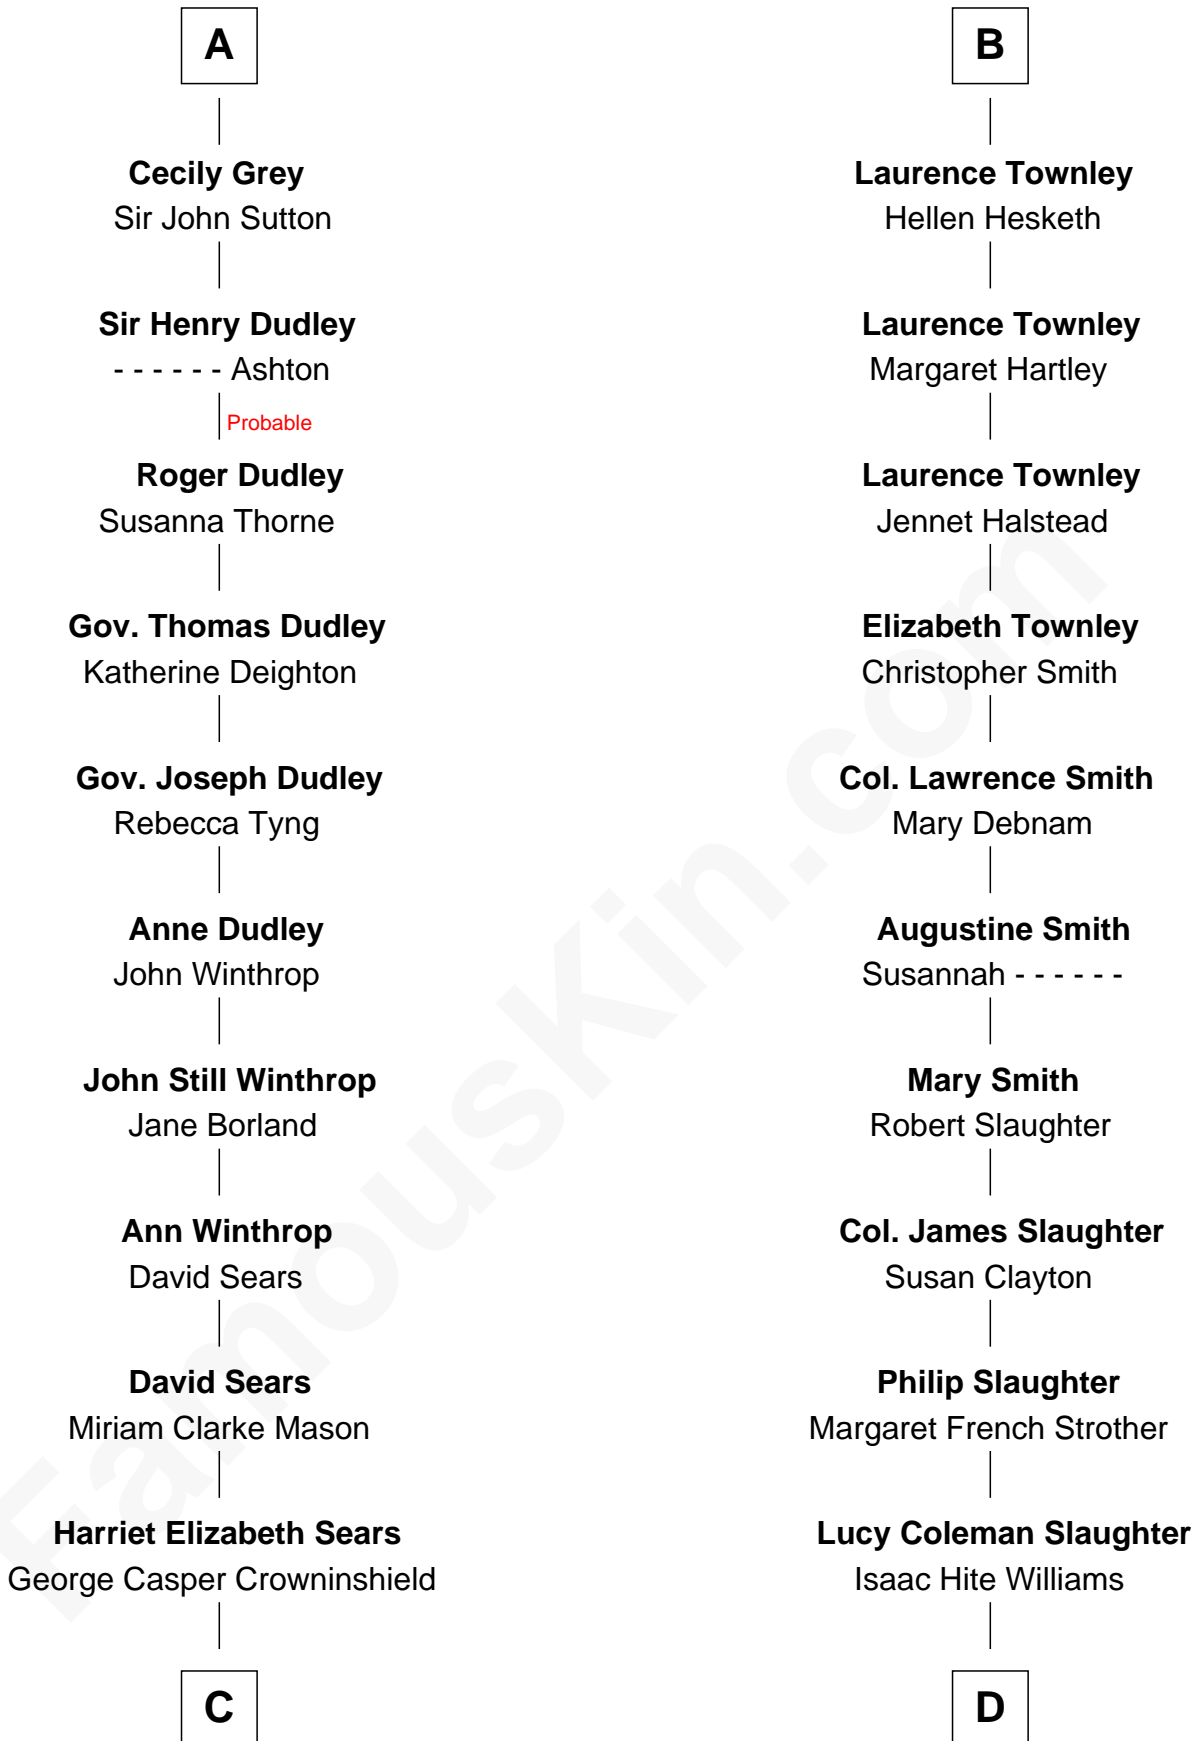 A
Cecily Grey
Sir John Sutton
Sir Henry Dudley
- - - - - - Ashton
Probable
Roger Dudley
Susanna Thorne
Gov. Thomas Dudley
Katherine Deighton
Gov. Joseph Dudley
Rebecca Tyng
Anne Dudley
John Winthrop
John Still Winthrop
Jane Borland
Ann Winthrop
David Sears
David Sears
Miriam Clarke Mason
Harriet Elizabeth Sears
George Casper Crowninshield
C
B
Laurence Townley
Hellen Hesketh
Laurence Townley
Margaret Hartley
Laurence Townley
Jennet Halstead
Elizabeth Townley
Christopher Smith
Col. Lawrence Smith
Mary Debnam
Augustine Smith
Susannah - - - - - -
Mary Smith
Robert Slaughter
Col. James Slaughter
Susan Clayton
Philip Slaughter
Margaret French Strother
Lucy Coleman Slaughter
Isaac Hite Williams
D
FamousKin.com